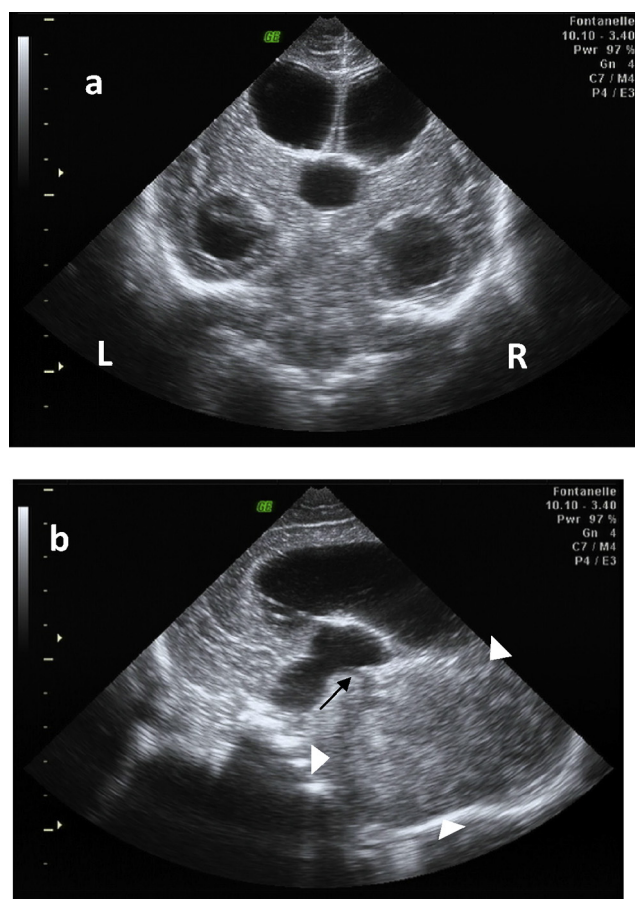 GE
Fontanelle
10.10 - 3.40
Pwr 97 %
Gn 4
C7 / M4
P4 / E3
a
L
R
GE
Fontanelle
10.10 - 3.40
Pwr 97 %
Gn 4
C7 / M4
P4 / E3
b